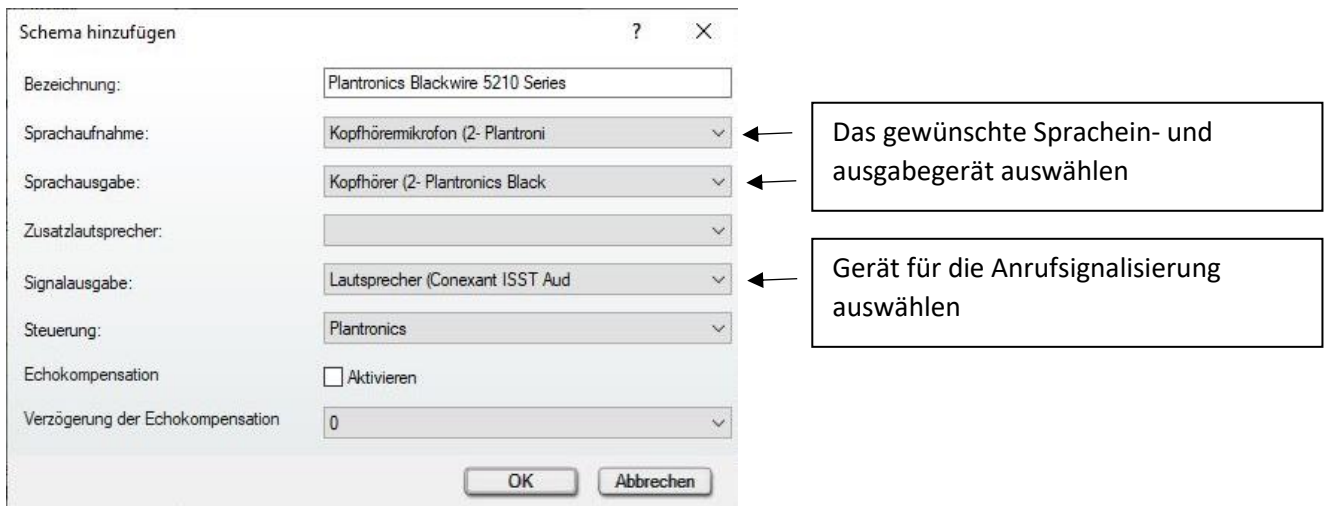 Schema hinzufügen ? X
Bezeichnung: Plantronics Blackwire 5210 Series
Sprachaufnahme: Kopfhörermikrofon (2- Plantroni
Sprachausgabe: Kopfhörer (2- Plantronics Black
Zusatzlautsprecher:
Signalausgabe: Lautsprecher (Conexant ISST Aud
Steuerung: Plantronics
Echokompensation Aktivieren
Verzögerung der Echokompensation 0
OK Abbrechen
Das gewünschte Sprachein- und
ausgabegerät auswählen
Gerät für die Anrufsignalisierung
auswählen